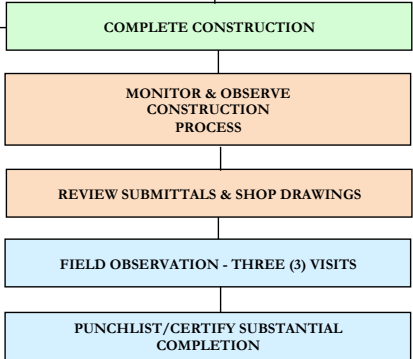 COMPLETE CONSTRUCTION
MONITOR & OBSERVE
CONSTRUCTION
PROCESS
REVIEW SUBMITTALS & SHOP DRAWINGS
FIELD OBSERVATION - THREE (3) VISITS
PUNCHLIST/CERTIFY SUBSTANTIAL
COMPLETION